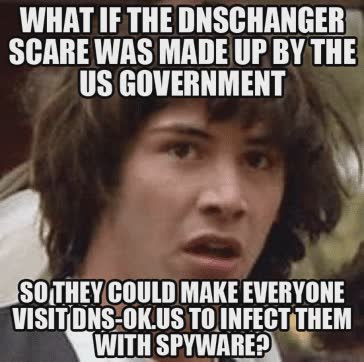 WHAT IF THE DNSCHANGER
SCARE WAS MADE UP BY THE
US GOVERNMENT
SO THEY COULD MAKE EVERYONE
VISIT DNS-OK.US TO INFECT THEM
WITH SPYWARE?